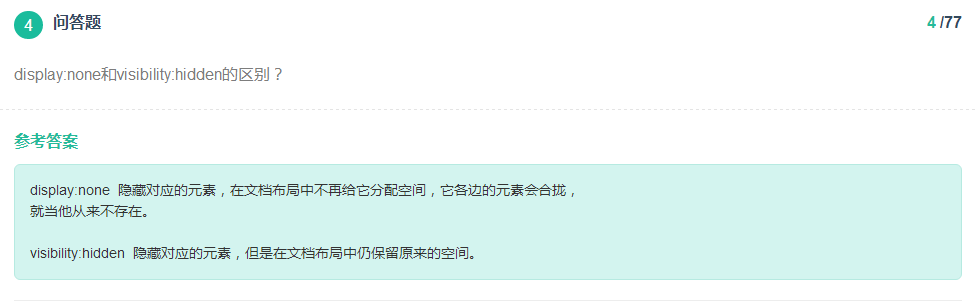 4 问答题 4 /77
display:none和visibility:hidden的区别？
参考答案
display:none  隐藏对应的元素，在文档布局中不再给它分配空间，它各边的元素会合拢，
就当他从来不存在。
visibility:hidden  隐藏对应的元素，但是在文档布局中仍保留原来的空间。